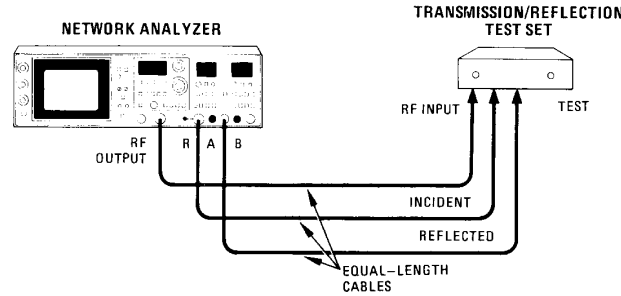 TRANSMISSION/REFLECTION
TEST SET
NETWORK ANALYZER
RF INPUT
TEST
RF
OUTPUT
R
A
B
INCIDENT
REFLECTED
EQUAL-LENGTH
CABLES